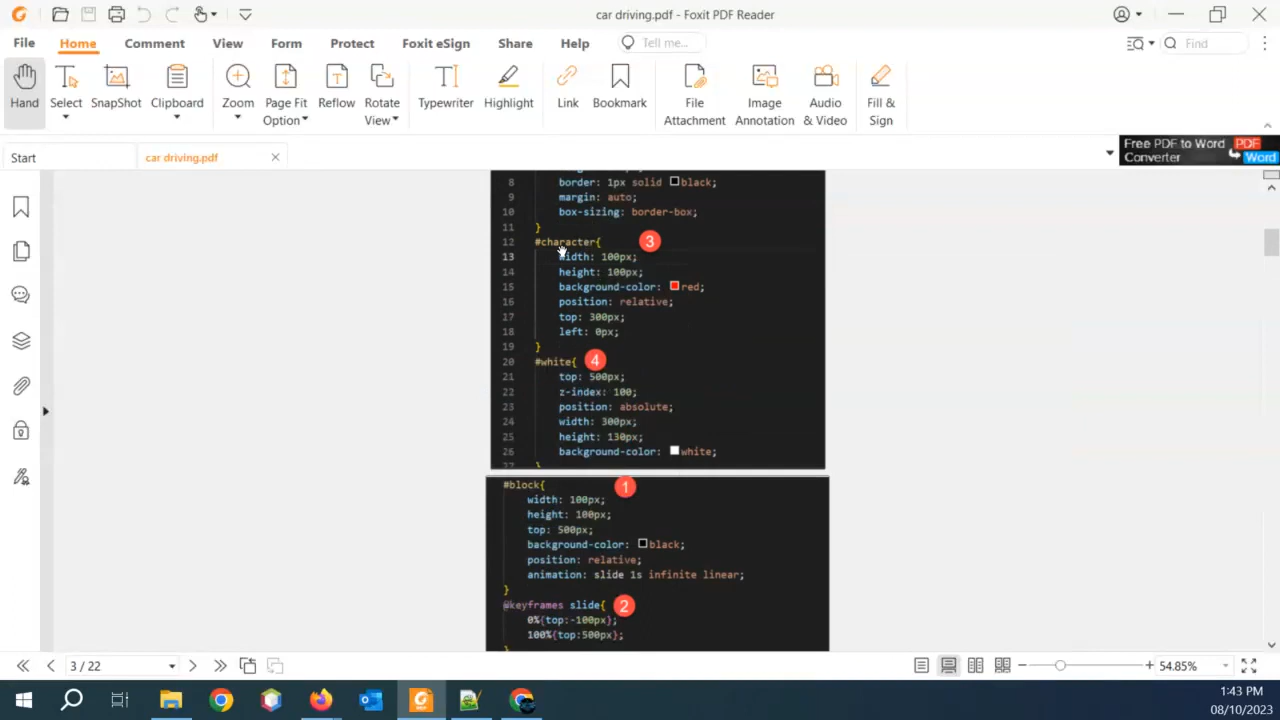 car driving.pdf - Foxit PDF Reader
File Home Comment View Form Protect Foxit eSign Share Help Tell me... Find
Hand Select SnapShot Clipboard Zoom Page Fit Option Reflow Rotate View Typewriter Highlight Link Bookmark File Attachment Image Annotation Audio & Video Fill & Sign
Start car driving.pdf
Free PDF to Word
Converter
PDF
Word
8 border: 1px solid black;
9 margin: auto;
10 box-sizing: border-box;
11 }
12 #character{ 3
13 width: 100px;
14 height: 100px;
15 background-color: red;
16 position: relative;
17 top: 300px;
18 left: 0px;
19 }
20 #white{ 4
21 top: 500px;
22 z-index: 100;
23 position: absolute;
24 width: 300px;
25 height: 130px;
26 background-color: white;
27 }
#block{ 1
width: 100px;
height: 100px;
top: 500px;
background-color: black;
position: relative;
animation: slide 1s infinite linear;
}
@keyframes slide{ 2
0%{top:-100px};
100%{top:500px};
}
3 / 22
54.85%
1:43 PM
08/10/2023